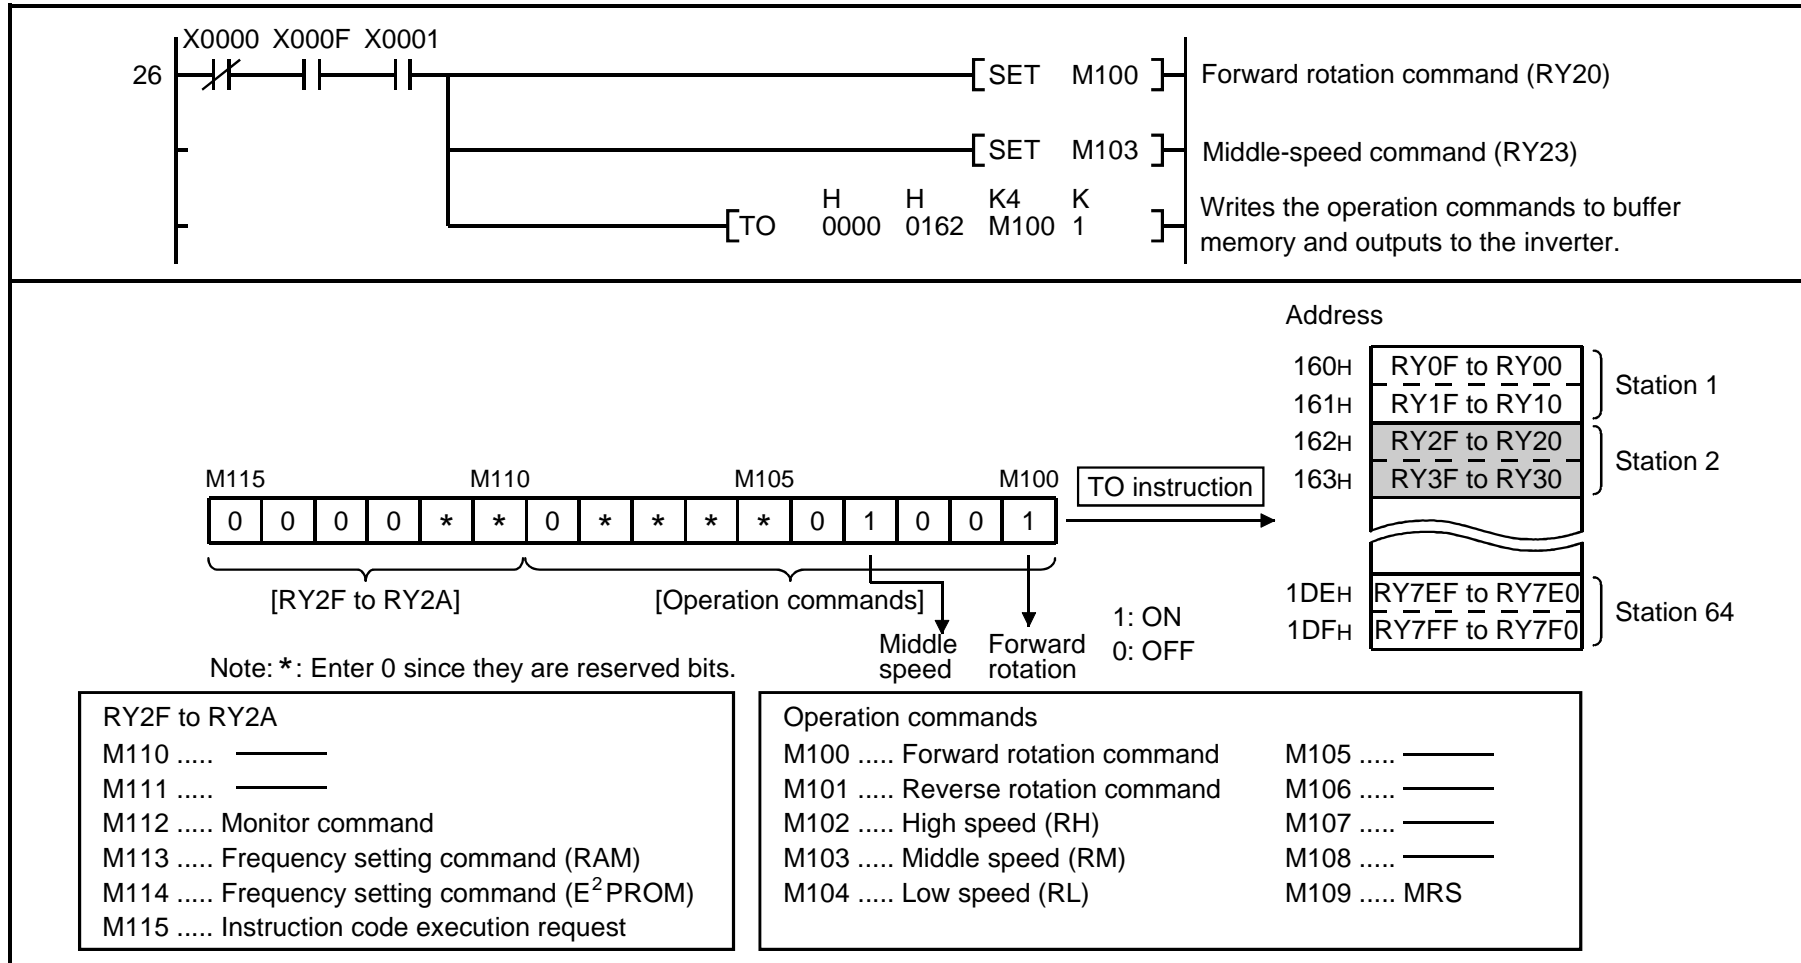 X0000 X000F X0001
26 SET M100 Forward rotation command (RY20)
SET M103 Middle-speed command (RY23)
H H K4 K
TO 0000 0162 M100 1
Writes the operation commands to buffer
memory and outputs to the inverter.
Address
160H RY0F to RY00
161H RY1F to RY10
Station 1
162H RY2F to RY20
163H RY3F to RY30
Station 2
1DEH RY7EF to RY7E0
1DFH RY7FF to RY7F0
Station 64
M115 M110 M105 M100
TO instruction
0 0 0 0 * * 0 * * * * 0 1 0 0 1
[RY2F to RY2A] [Operation commands]
Middle
speed
Forward
rotation
1: ON
0: OFF
Note: *: Enter 0 since they are reserved bits.
RY2F to RY2A
M110 .....
M111 .....
M112 ..... Monitor command
M113 ..... Frequency setting command (RAM)
M114 ..... Frequency setting command (E²PROM)
M115 ..... Instruction code execution request
Operation commands
M100 ..... Forward rotation command
M101 ..... Reverse rotation command
M102 ..... High speed (RH)
M103 ..... Middle speed (RM)
M104 ..... Low speed (RL)
M105 .....
M106 .....
M107 .....
M108 .....
M109 ..... MRS